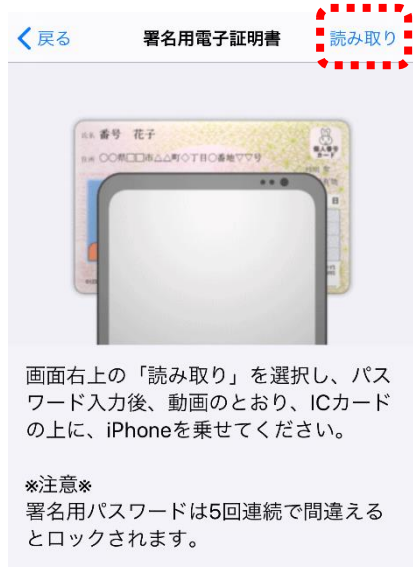 戻る 署名用電子証明書 読み取り
氏名 番号 花子
個人番号
カード
住所 〇〇県□□市△△町◇丁目〇番地▽▽号
日
画面右上の「読み取り」を選択し、パス
ワード入力後、動画のとおり、ICカード
の上に、iPhoneを乗せてください。
※注意※
署名用パスワードは5回連続で間違える
とロックされます。